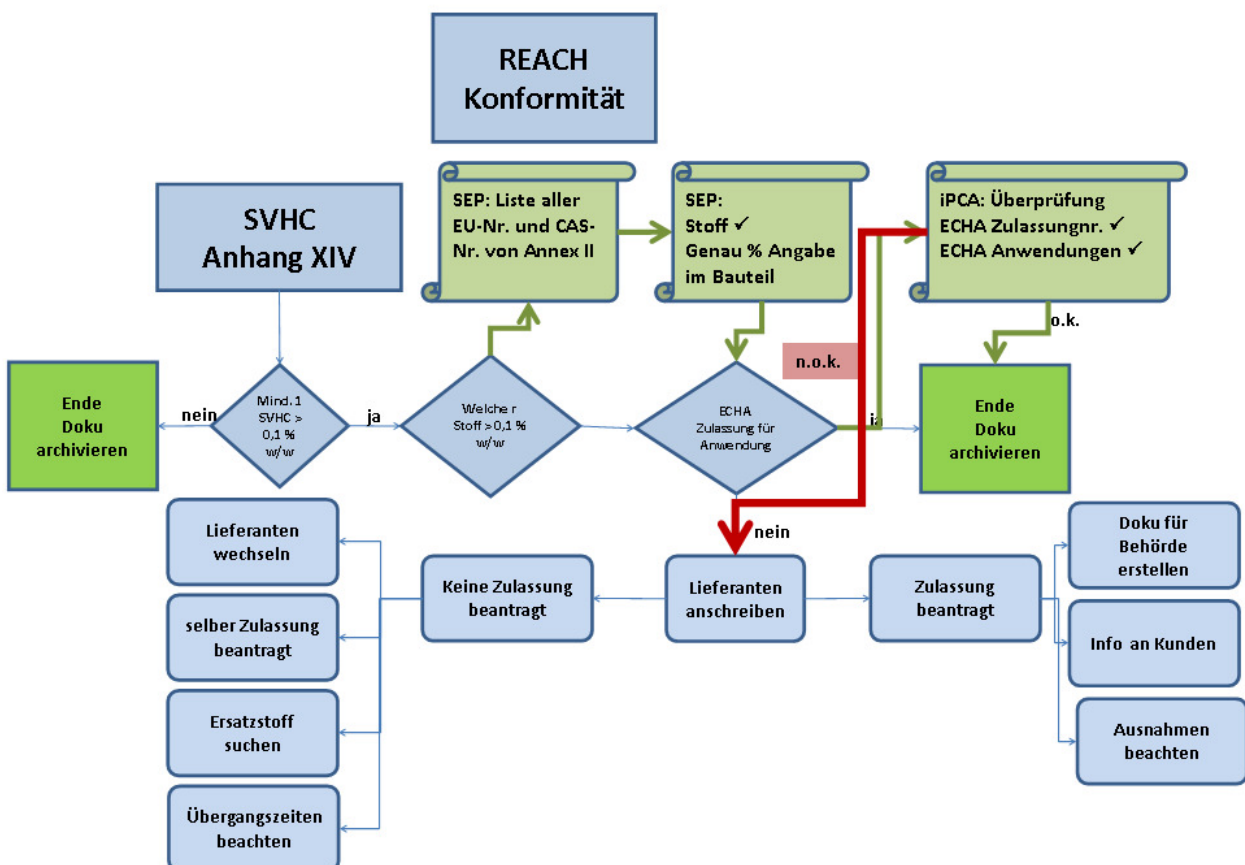 REACH
Konformität
SVHC
Anhang XIV
SEP: Liste aller
EU-Nr. und CAS-
Nr. von Annex II
SEP:
Stoff ✓
Genau % Angabe
im Bauteil
iPCA: Überprüfung
ECHA Zulassungnr. ✓
ECHA Anwendungen ✓
o.k.
n.o.k.
Ende
Doku
archivieren
nein
Mind. 1
SVHC >
0,1 %
w/w
ja
Welche r
Stoff > 0,1 %
w/w
ECHA
Zulassung für
Anwendung
ja
Ende
Doku
archivieren
nein
Lieferanten
wechseln
selber Zulassung
beantragt
Ersatzstoff
suchen
Übergangszeiten
beachten
Keine Zulassung
beantragt
Lieferanten
anschreiben
Zulassung
beantragt
Doku für
Behörde
erstellen
Info an Kunden
Ausnahmen
beachten